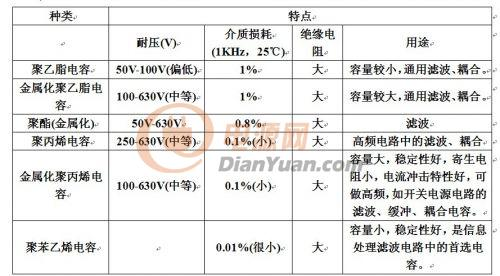 种类 特点
耐压(V) 介质损耗 绝缘电 用途
(1KHz，25℃) 阻
聚乙脂电容 50V-100V(偏低) 1% 大 容量较小，通用滤波、耦合。
金属化聚乙脂电 100-630V(中等) 1% 大 容量较大，通用滤波、耦合。
容
聚酯(金属化) 50V-630V 0.8% 大 滤波
聚丙烯电容 250-630V(中等) 0.1%(小) 大 高频电路中的滤波、耦合
金属化聚丙烯电 100-630V(中等) 0.1%(小) 大 容量大，稳定性好，寄生电
容 阻小，电流冲击特性好，可
做高频，如开关电源电路的
滤波、缓冲、耦合电容。
聚苯乙烯电容 . 0.01%(很小) 大 容量小，稳定性好，是信息
处理滤波电路中的首选电
容。
电源网
DianYuan.com